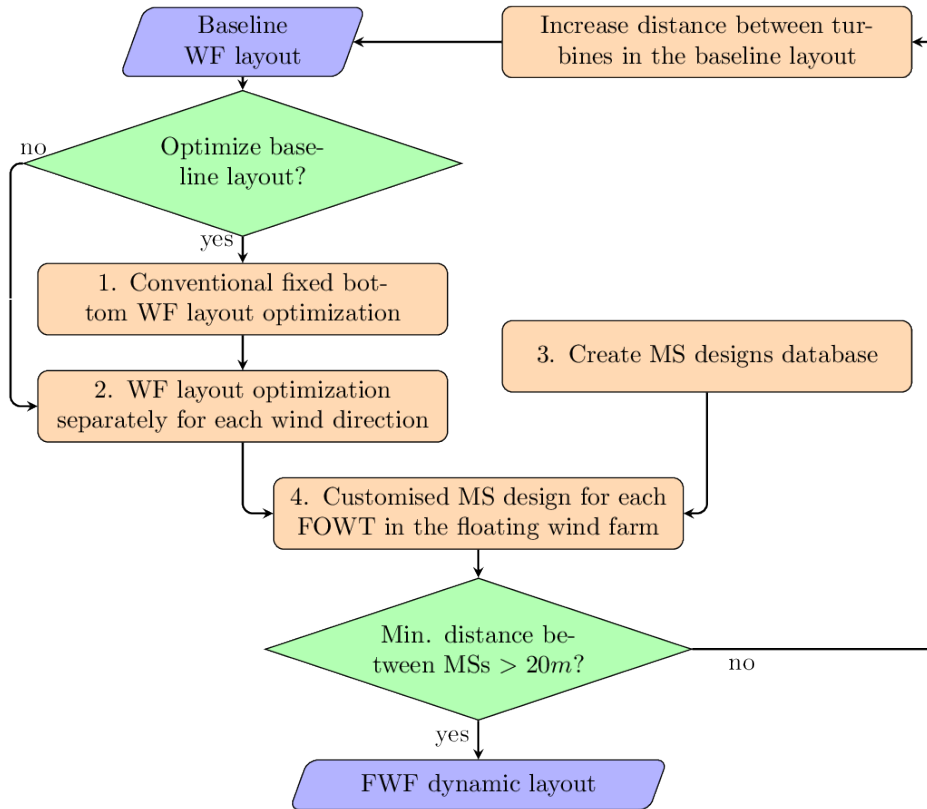 Baseline
WF layout
Increase distance between tur-
bines in the baseline layout
no
Optimize base-
line layout?
yes
1. Conventional fixed bot-
tom WF layout optimization
3. Create MS designs database
2. WF layout optimization
separately for each wind direction
4. Customised MS design for each
FOWT in the floating wind farm
Min. distance be-
tween MSs > 20m?
no
yes
FWF dynamic layout